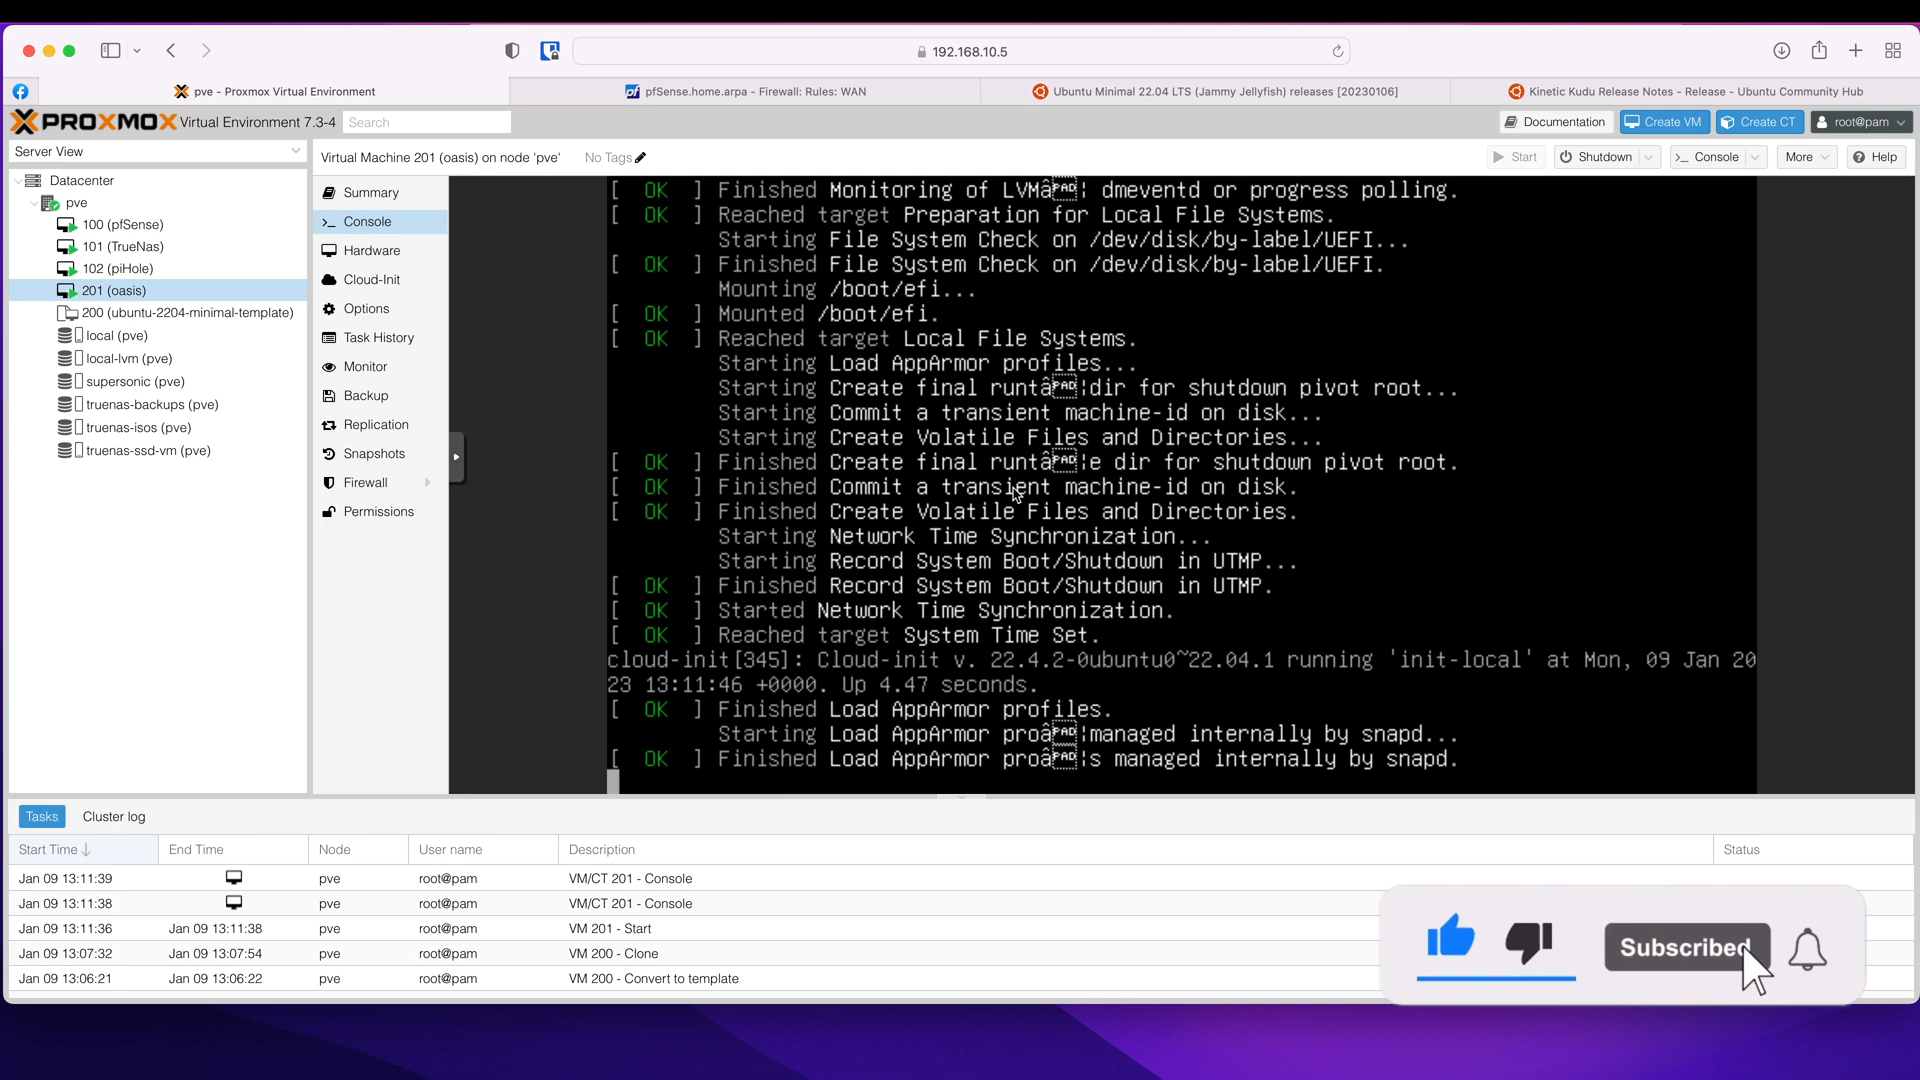 192.168.10.5
pve - Proxmox Virtual Environment
pfSense.home.arpa - Firewall: Rules: WAN
Ubuntu Minimal 22.04 LTS (Jammy Jellyfish) releases [20230106]
Kinetic Kudu Release Notes - Release - Ubuntu Community Hub
PROXMOX Virtual Environment 7.3-4
Search
Documentation
Create VM
Create CT
root@pam
Server View
Virtual Machine 201 (oasis) on node 'pve'
No Tags
Start
Shutdown
Console
More
Help
Datacenter
pve
100 (pfSense)
101 (TrueNas)
102 (piHole)
201 (oasis)
200 (ubuntu-2204-minimal-template)
local (pve)
local-lvm (pve)
supersonic (pve)
truenas-backups (pve)
truenas-isos (pve)
truenas-ssd-vm (pve)
Summary
Console
Hardware
Cloud-Init
Options
Task History
Monitor
Backup
Replication
Snapshots
Firewall
Permissions
[  OK  ] Finished Monitoring of LVMâPAD¦ dmeventd or progress polling.
[  OK  ] Reached target Preparation for Local File Systems.
Starting File System Check on /dev/disk/by-label/UEFI...
[  OK  ] Finished File System Check on /dev/disk/by-label/UEFI.
Mounting /boot/efi...
[  OK  ] Mounted /boot/efi.
[  OK  ] Reached target Local File Systems.
Starting Load AppArmor profiles...
Starting Create final runtâPAD¦dir for shutdown pivot root...
Starting Commit a transient machine-id on disk...
Starting Create Volatile Files and Directories...
[  OK  ] Finished Create final runtâPAD¦e dir for shutdown pivot root.
[  OK  ] Finished Commit a transient machine-id on disk.
[  OK  ] Finished Create Volatile Files and Directories.
Starting Network Time Synchronization...
Starting Record System Boot/Shutdown in UTMP...
[  OK  ] Finished Record System Boot/Shutdown in UTMP.
[  OK  ] Started Network Time Synchronization.
[  OK  ] Reached target System Time Set.
cloud-init[345]: Cloud-init v. 22.4.2-0ubuntu0~22.04.1 running 'init-local' at Mon, 09 Jan 20
23 13:11:46 +0000. Up 4.47 seconds.
[  OK  ] Finished Load AppArmor profiles.
Starting Load AppArmor proâPAD¦managed internally by snapd...
[  OK  ] Finished Load AppArmor proâPAD¦s managed internally by snapd.
Tasks
Cluster log
Start Time
End Time
Node
User name
Description
Status
Jan 09 13:11:39 pve root@pam VM/CT 201 - Console
Jan 09 13:11:38 pve root@pam VM/CT 201 - Console
Jan 09 13:11:36 Jan 09 13:11:38 pve root@pam VM 201 - Start
Jan 09 13:07:32 Jan 09 13:07:54 pve root@pam VM 200 - Clone
Jan 09 13:06:21 Jan 09 13:06:22 pve root@pam VM 200 - Convert to template
Subscribed